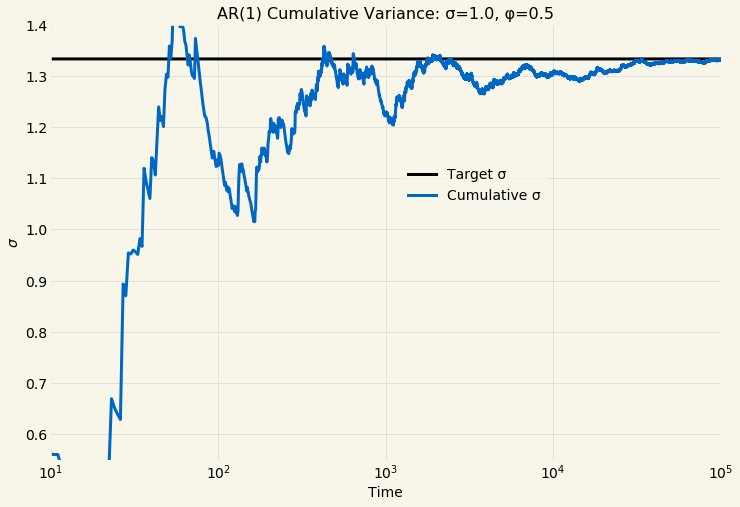 AR(1) Cumulative Variance: σ=1.0, φ=0.5
1.4
1.3
1.2
1.1
1.0
0.9
0.8
0.7
0.6
σ
Target σ
Cumulative σ
10¹ 10² 10³ 10⁴ 10⁵
Time